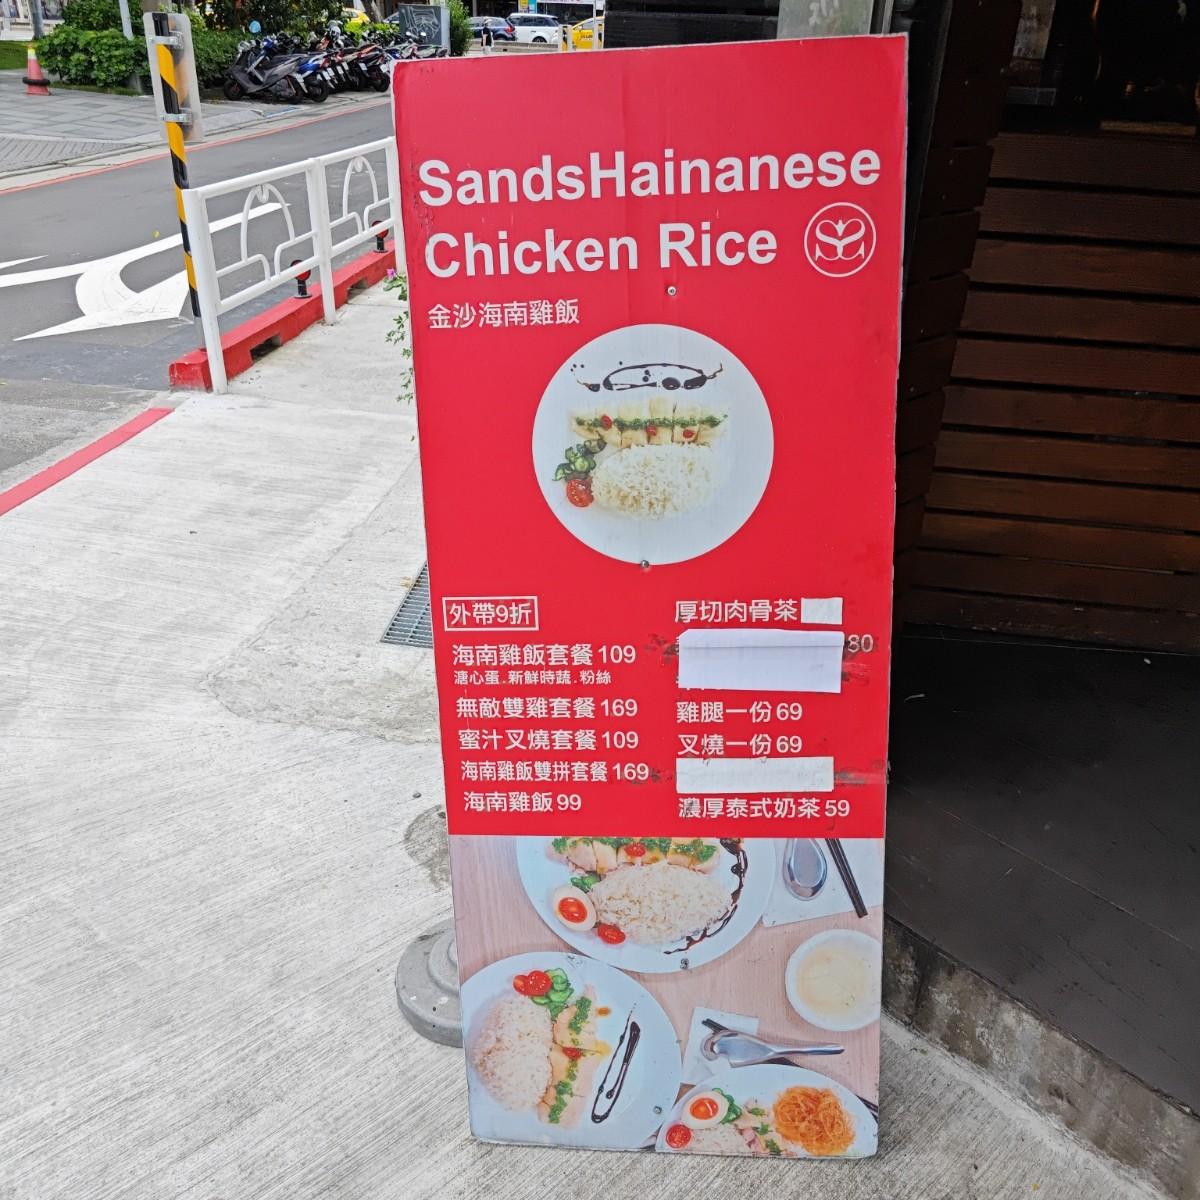 SandsHainanese
Chicken Rice
金沙海南雞飯
外帶9折
海南雞飯套餐 109
溏心蛋.新鮮時蔬.粉絲
無敵雙雞套餐 169
蜜汁叉燒套餐 109
海南雞飯雙拼套餐 169
海南雞飯 99
厚切肉骨茶
80
雞腿一份 69
叉燒一份 69
濃厚泰式奶茶 59